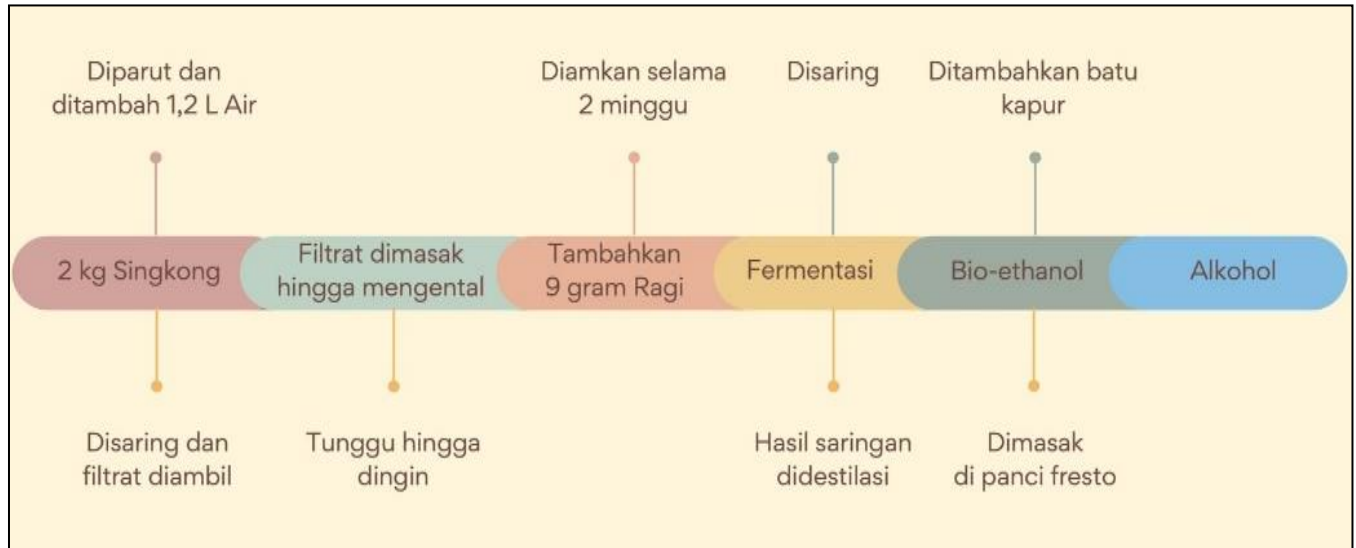 Diparut dan
ditambah 1,2 L Air
Diamkan selama
2 minggu
Disaring
Ditambahkan batu
kapur
2 kg Singkong
Filtrat dimasak
hingga mengental
Tambahkan
9 gram Ragi
Fermentasi
Bio-ethanol
Alkohol
Disaring dan
filtrat diambil
Tunggu hingga
dingin
Hasil saringan
didestilasi
Dimasak
di panci fresto